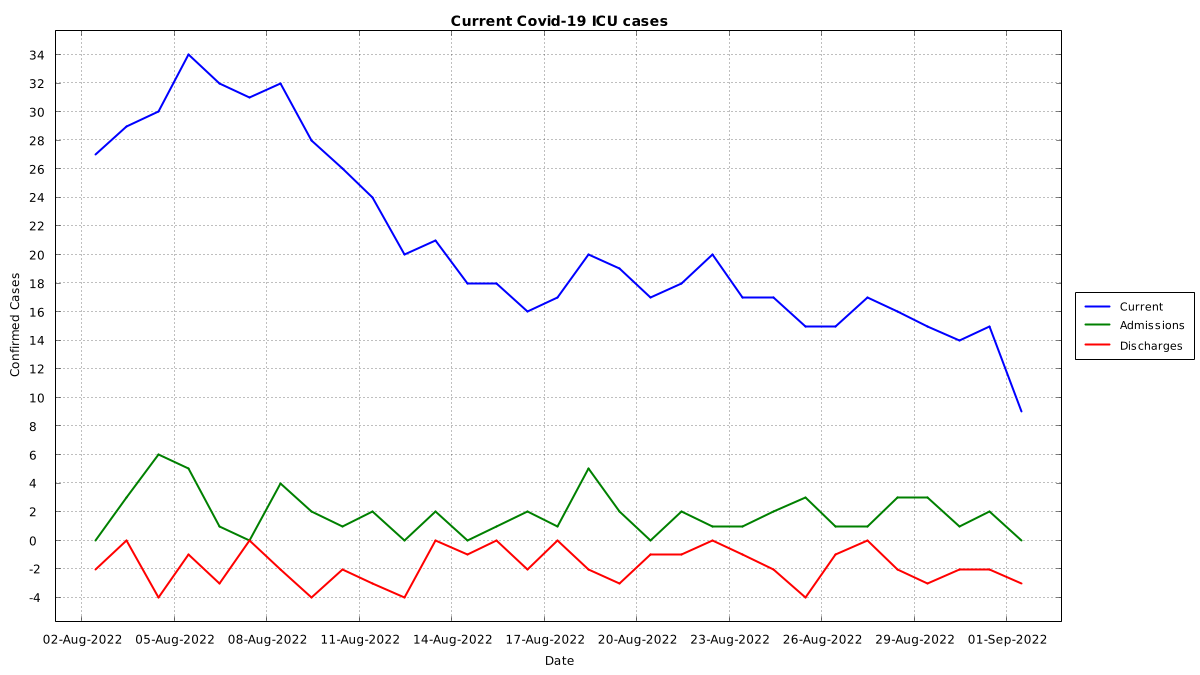 Current Covid-19 ICU cases
34
32
30
28
26
24
22
20
18
16
14
12
10
8
6
4
2
0
-2
-4
Confirmed Cases
02-Aug-2022 05-Aug-2022 08-Aug-2022 11-Aug-2022 14-Aug-2022 17-Aug-2022 20-Aug-2022 23-Aug-2022 26-Aug-2022 29-Aug-2022 01-Sep-2022
Date
Current
Admissions
Discharges